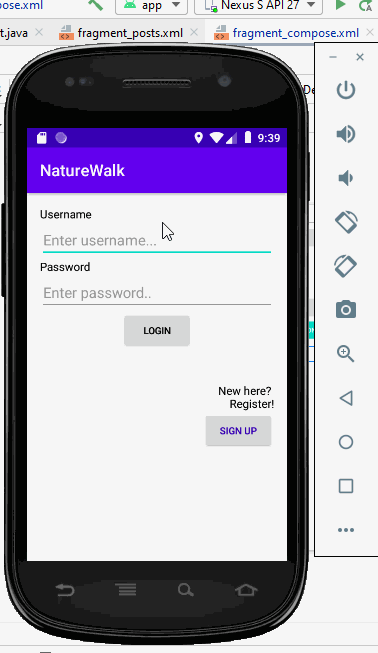 ose.xml
app
Nexus S API 27
t.java
fragment_posts.xml
fragment_compose.xml
De
9:39
NatureWalk
Username
Enter username...
Password
Enter password..
LOGIN
New here?
Register!
SIGN UP